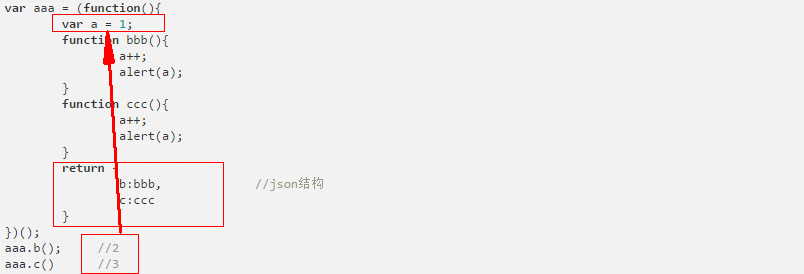 var aaa = (function(){
var a = 1;
function bbb(){
a++;
alert(a);
}
function ccc(){
a++;
alert(a);
}
return {
b:bbb, //json结构
c:ccc
}
})();
aaa.b(); //2
aaa.c() //3